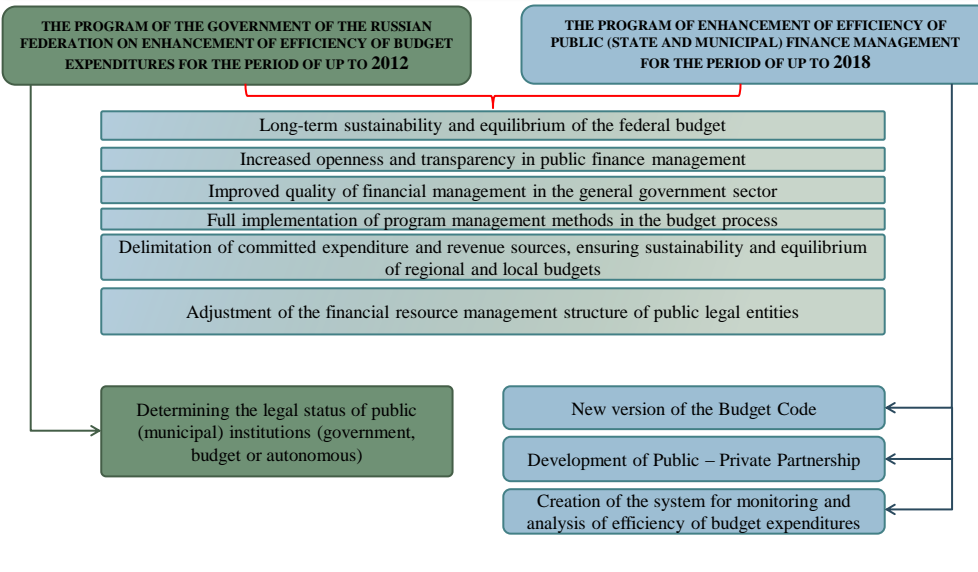 THE PROGRAM OF THE GOVERNMENT OF THE RUSSIAN
FEDERATION ON ENHANCEMENT OF EFFICIENCY OF BUDGET
EXPENDITURES FOR THE PERIOD OF UP TO 2012
THE PROGRAM OF ENHANCEMENT OF EFFICIENCY OF
PUBLIC (STATE AND MUNICIPAL) FINANCE MANAGEMENT
FOR THE PERIOD OF UP TO 2018
Long-term sustainability and equilibrium of the federal budget
Increased openness and transparency in public finance management
Improved quality of financial management in the general government sector
Full implementation of program management methods in the budget process
Delimitation of committed expenditure and revenue sources, ensuring sustainability and equilibrium
of regional and local budgets
Adjustment of the financial resource management structure of public legal entities
Determining the legal status of public
(municipal) institutions (government,
budget or autonomous)
New version of the Budget Code
Development of Public – Private Partnership
Creation of the system for monitoring and
analysis of efficiency of budget expenditures